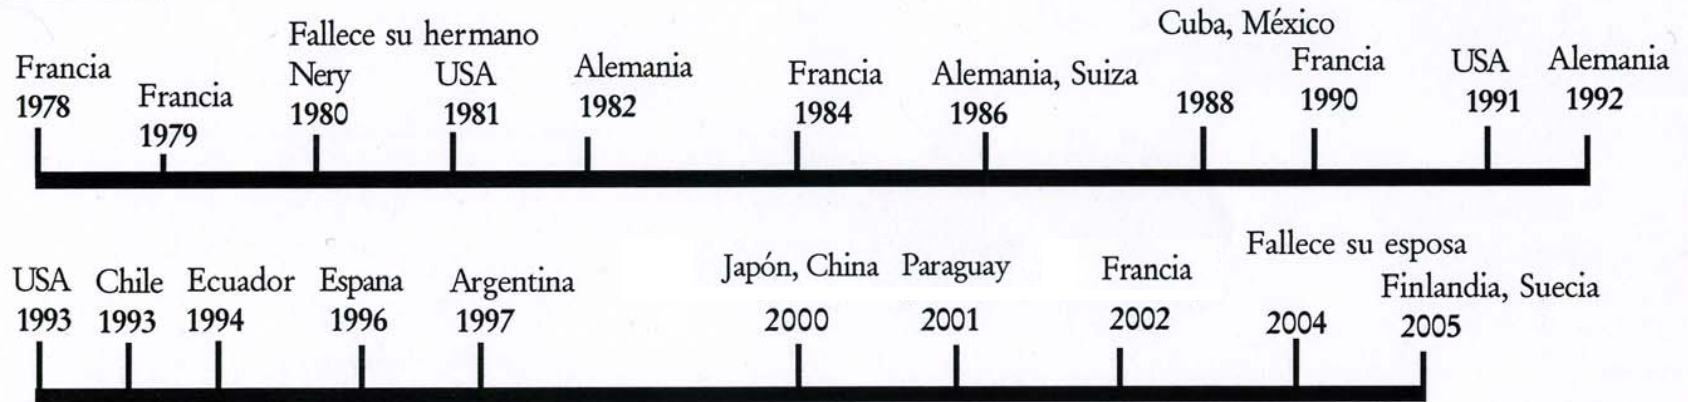 Francia
1978
Francia
1979
Fallece su hermano
Nery
1980
USA
1981
Alemania
1982
Francia
1984
Alemania, Suiza
1986
Cuba, México
1988
Francia
1990
USA
1991
Alemania
1992
USA
1993
Chile
1993
Ecuador
1994
Espana
1996
Argentina
1997
Japón, China
2000
Paraguay
2001
Francia
2002
Fallece su esposa
2004
Finlandia, Suecia
2005